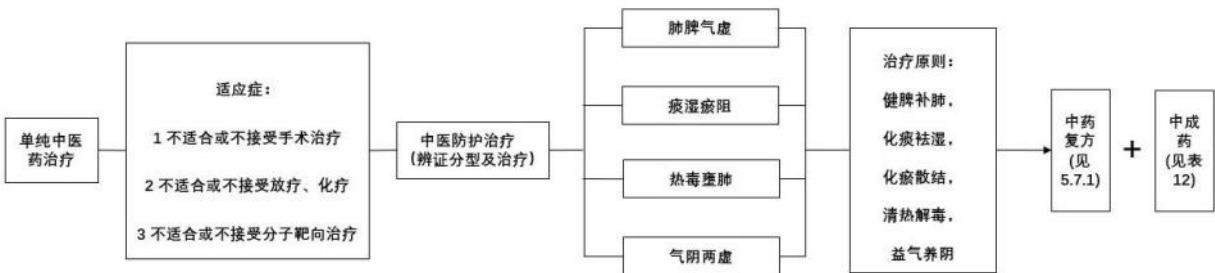 单纯中医
药治疗
适应症：
1 不适合或不接受手术治疗
2 不适合或不接受放疗、化疗
3 不适合或不接受分子靶向治疗
中医防护治疗
(辨证分型及治疗)
肺脾气虚
痰湿瘀阻
热毒壅肺
气阴两虚
治疗原则：
健脾补肺，
化痰祛湿，
化瘀散结，
清热解毒，
益气养阴
中药
复方
(见
5.7.1)
+
中成
药
(见表
12)